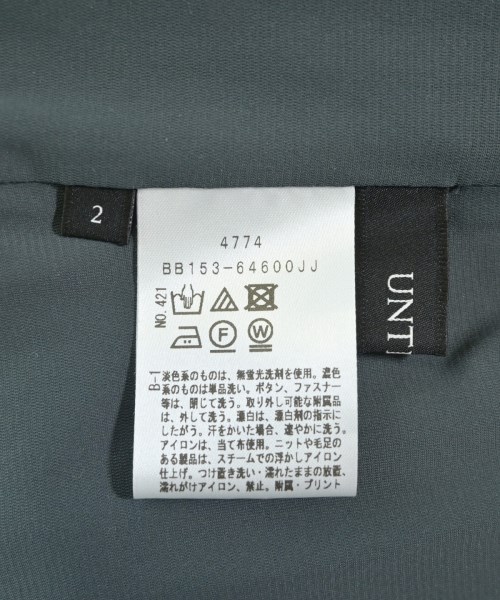 2
4774
BB153-64600JJ
NO.421
F
W
B-1
淡色系のものは、無蛍光洗剤を使用。濃色
系のものは単品洗い。ボタン、ファスナー
等は、閉じて洗う。取り外し可能な附属品
は、外して洗う。漂白は、漂白剤の指示に
したがう。汗をかいた場合、速やかに洗う。
アイロンは、当て布使用。ニットや毛足の
ある製品は、スチームでの浮かしアイロン
仕上げ。つけ置き洗い・濡れたままの放置、
濡れがけアイロン、禁止。附属・プリント
UNTI